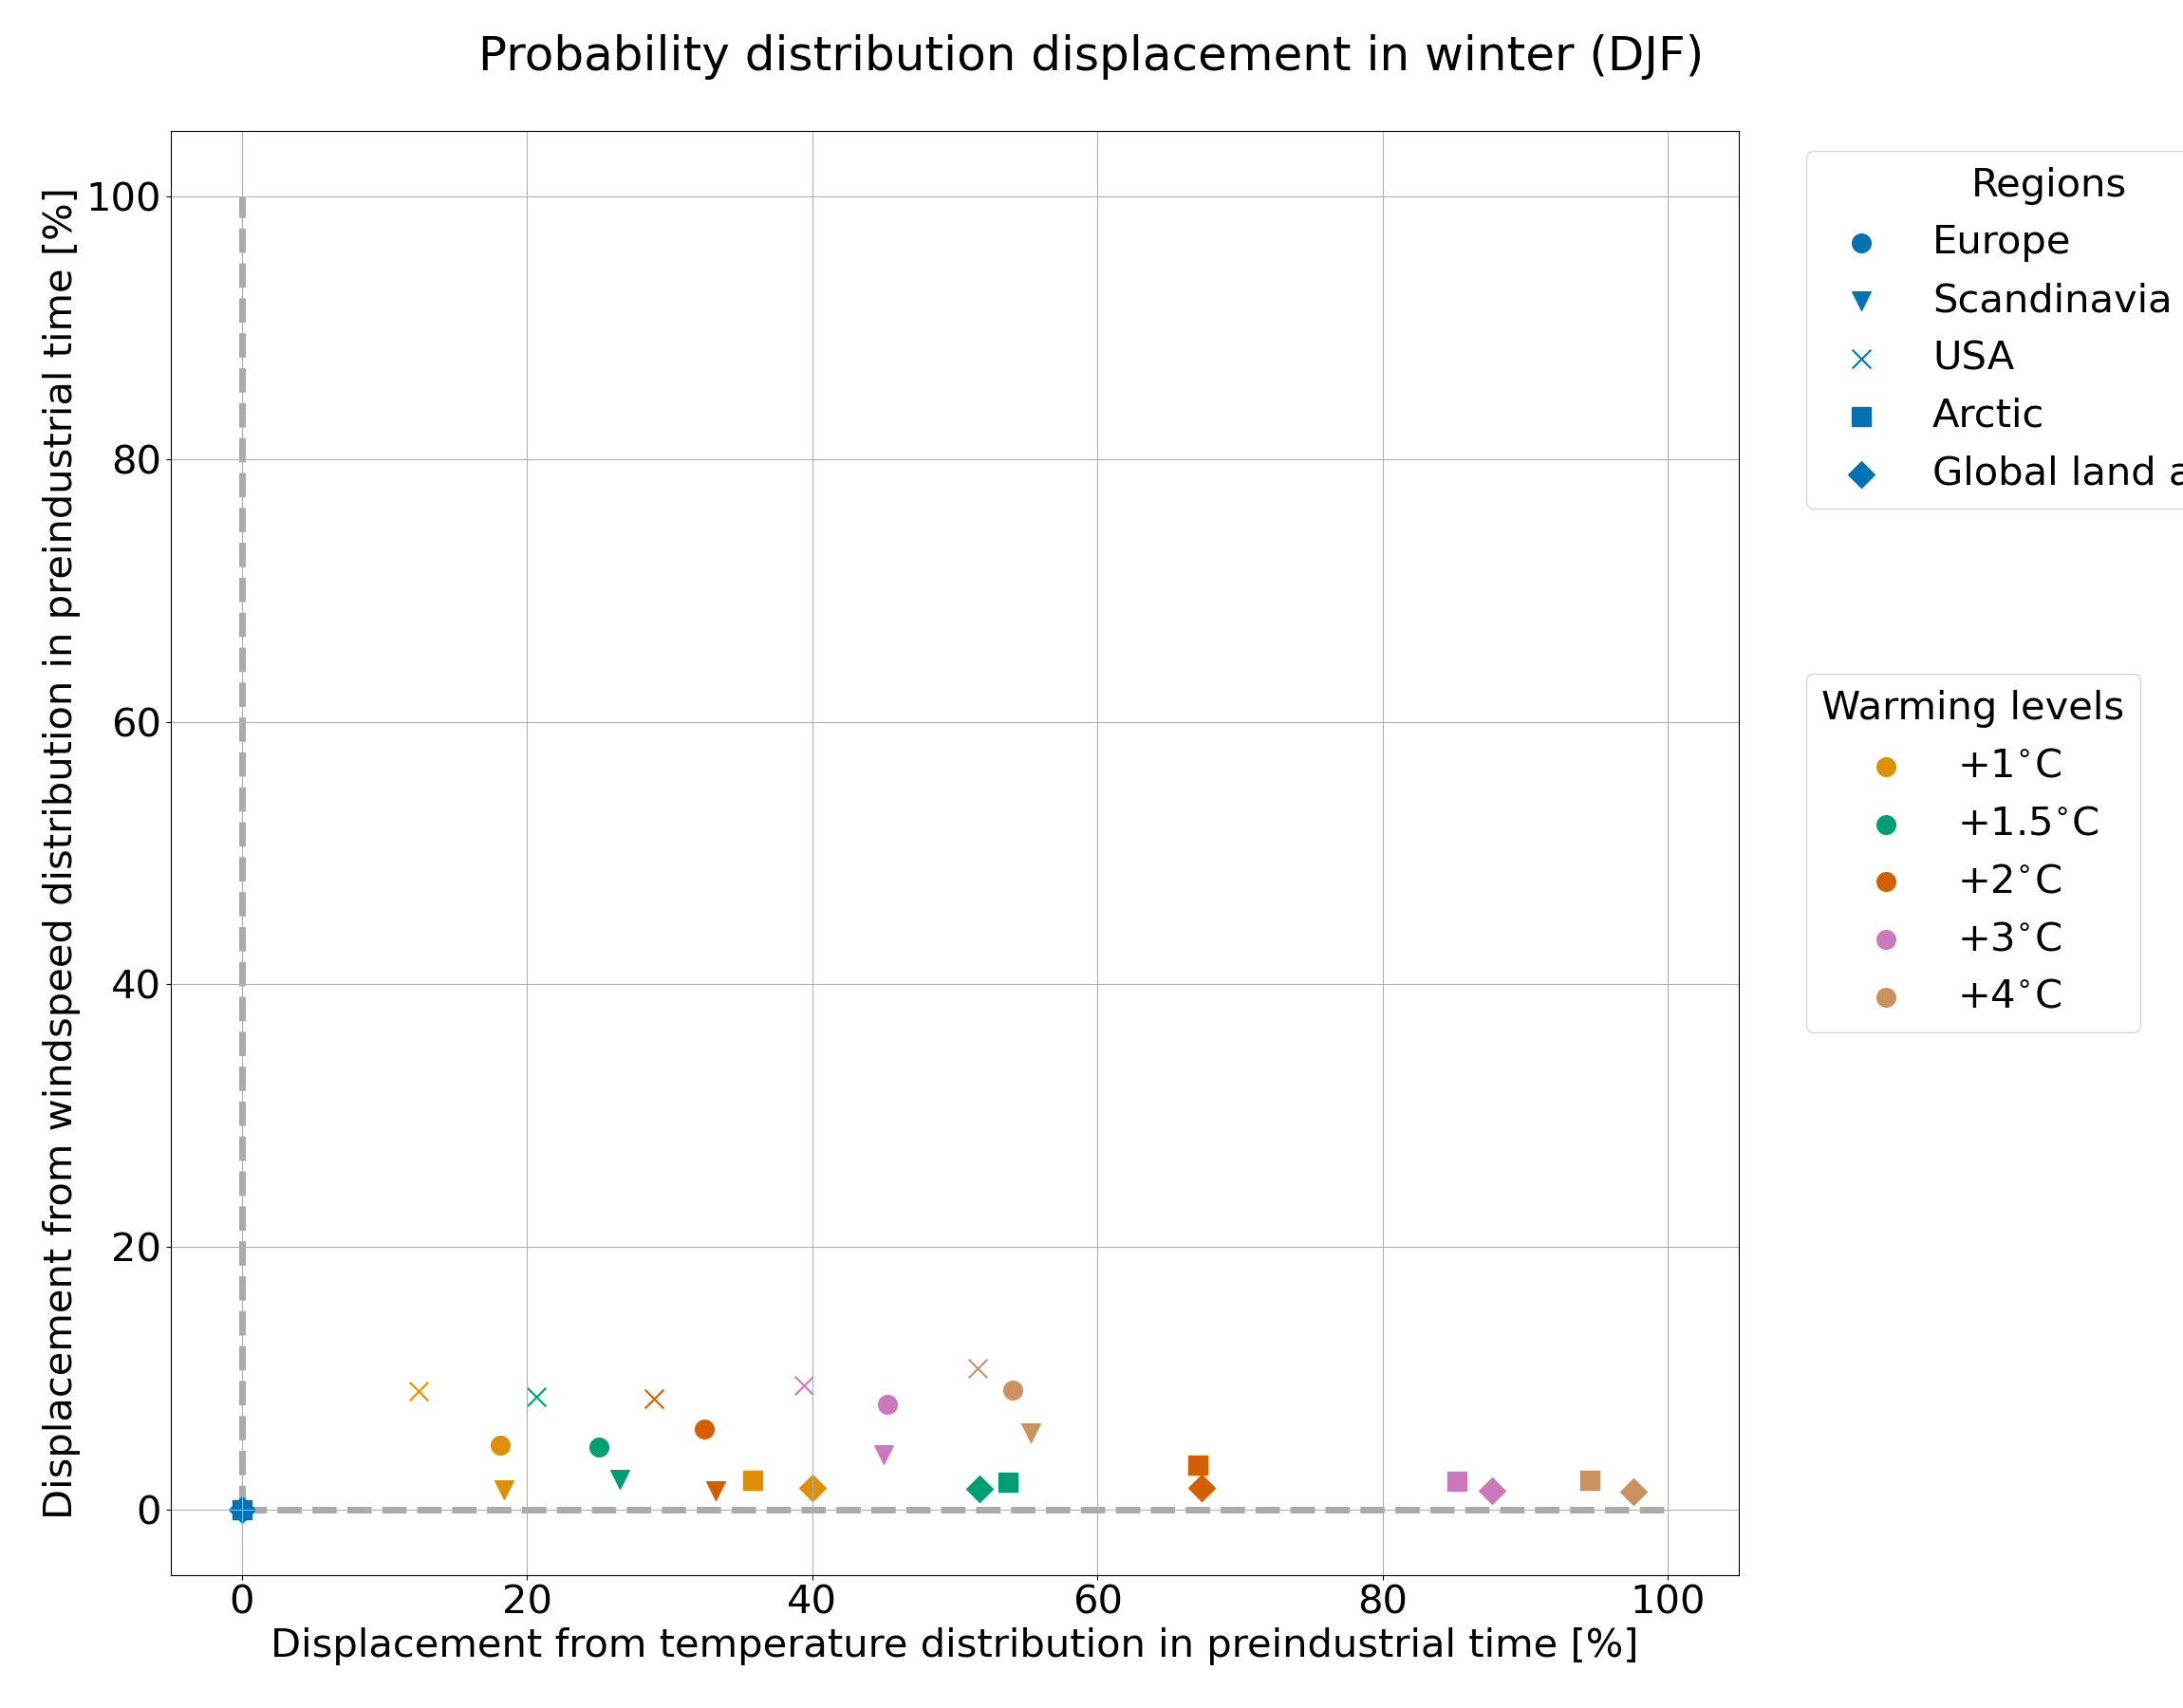 Probability distribution displacement in winter (DJF)
Displacement from windspeed distribution in preindustrial time [%]
100
80
60
40
20
0
0 20 40 60 80 100
Displacement from temperature distribution in preindustrial time [%]
Regions
Europe
Scandinavia
USA
Arctic
Global land a
Warming levels
+1°C
+1.5°C
+2°C
+3°C
+4°C